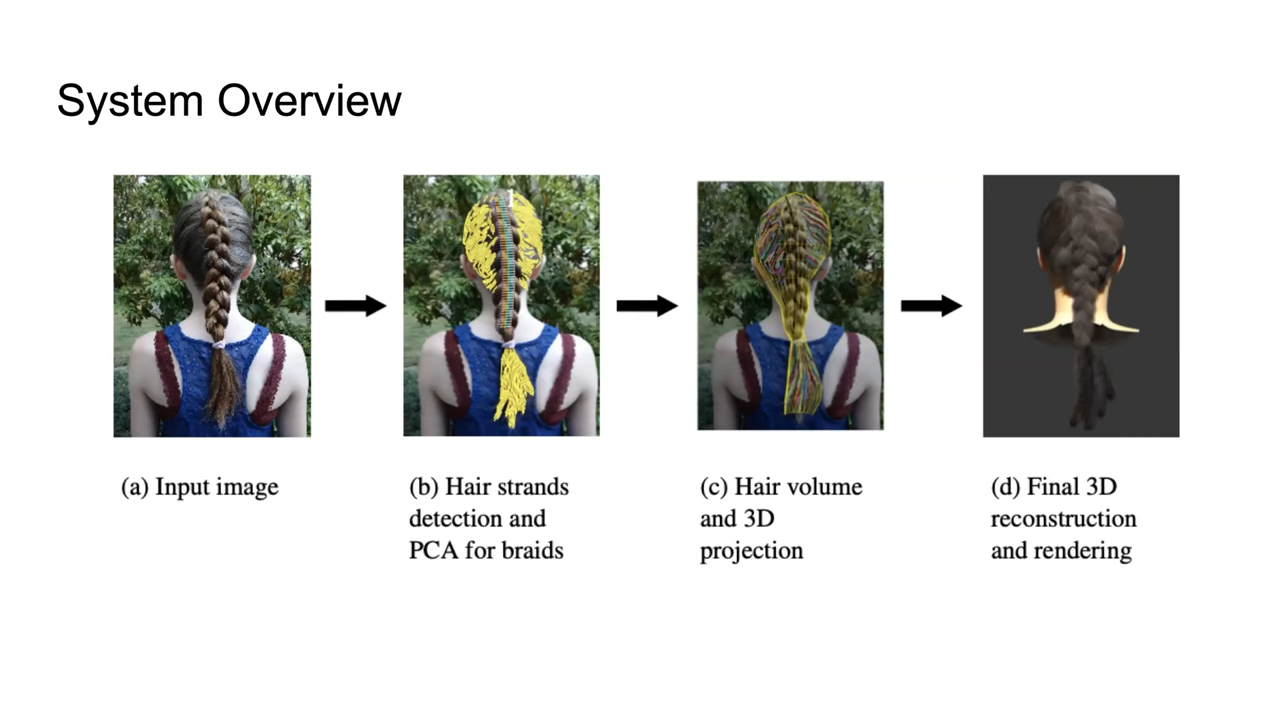 System Overview
(a) Input image
(b) Hair strands
detection and
PCA for braids
(c) Hair volume
and 3D
projection
(d) Final 3D
reconstruction
and rendering